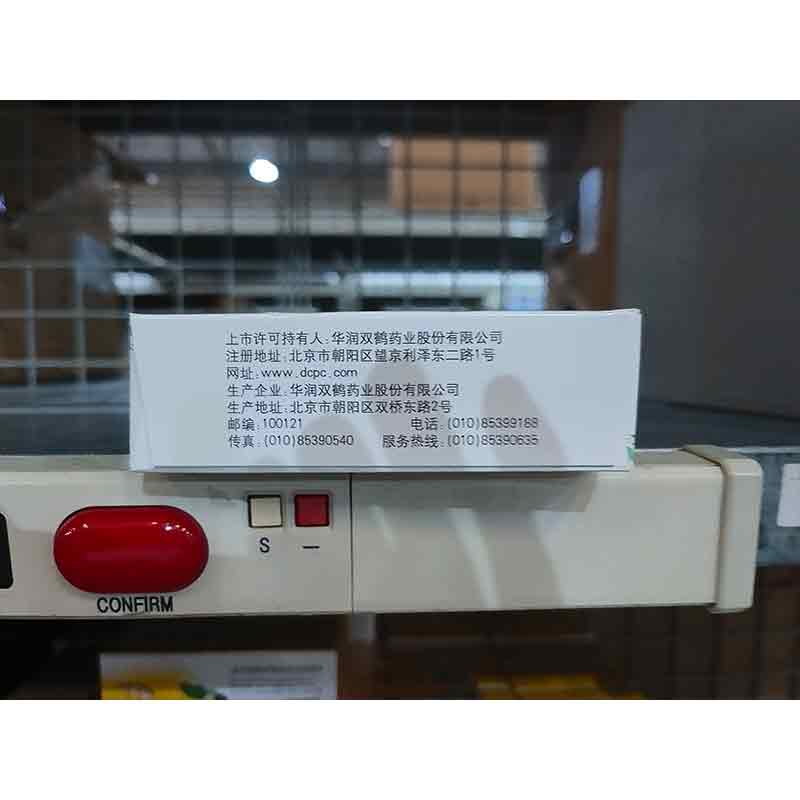 上市许可持有人:华润双鹤药业股份有限公司
注册地址:北京市朝阳区望京利泽东二路1号
网址:www.dcpc.com
生产企业:华润双鹤药业股份有限公司
生产地址:北京市朝阳区双桥东路2号
邮编:100121 电话:(010)85399168
传真:(010)85390540 服务热线:(010)85390635
S —
CONFIRM